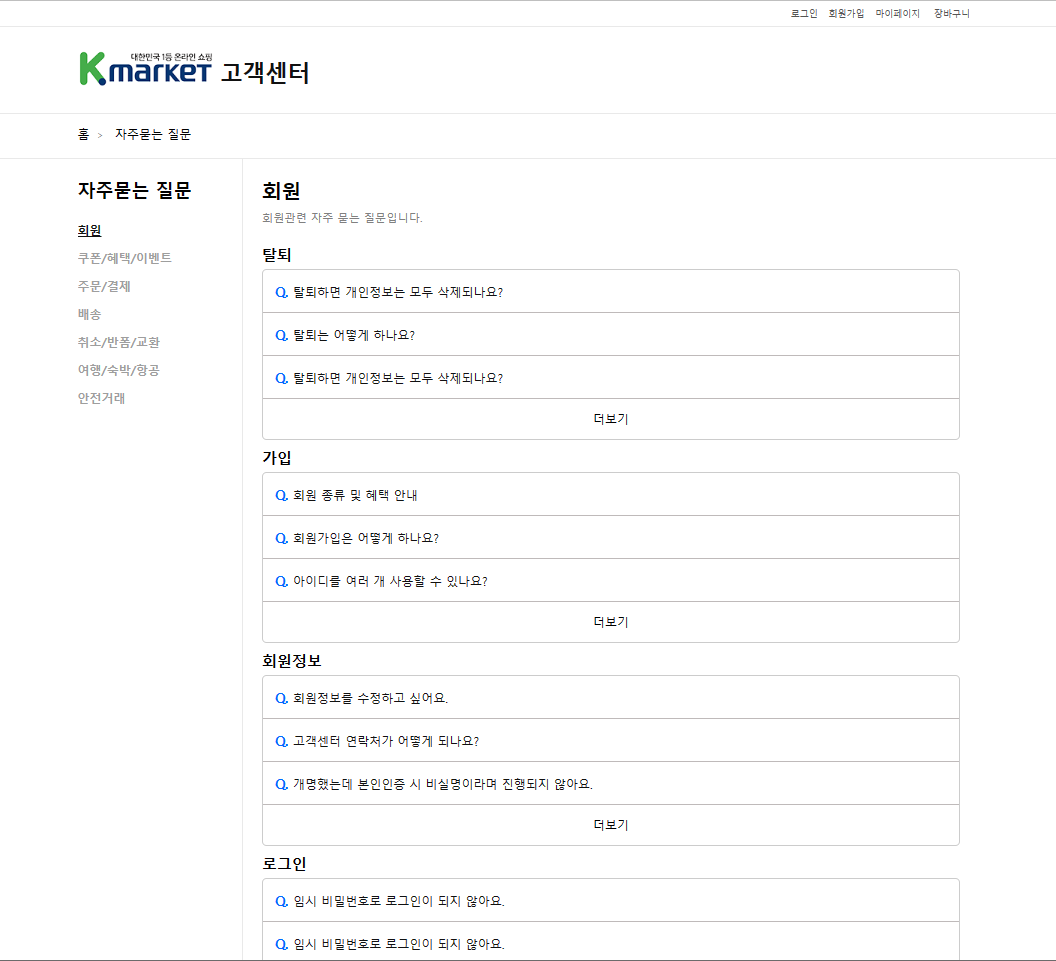 로그인 회원가입 마이페이지 장바구니
대한민국 1등 온라인 쇼핑
K.market 고객센터
홈 > 자주묻는 질문
자주묻는 질문
회원
쿠폰/혜택/이벤트
주문/결제
배송
취소/반품/교환
여행/숙박/항공
안전거래
회원
회원관련 자주 묻는 질문입니다.
탈퇴
Q. 탈퇴하면 개인정보는 모두 삭제되나요?
Q. 탈퇴는 어떻게 하나요?
Q. 탈퇴하면 개인정보는 모두 삭제되나요?
더보기
가입
Q. 회원 종류 및 혜택 안내
Q. 회원가입은 어떻게 하나요?
Q. 아이디를 여러 개 사용할 수 있나요?
더보기
회원정보
Q. 회원정보를 수정하고 싶어요.
Q. 고객센터 연락처가 어떻게 되나요?
Q. 개명했는데 본인인증 시 비실명이라며 진행되지 않아요.
더보기
로그인
Q. 임시 비밀번호로 로그인이 되지 않아요.
Q. 임시 비밀번호로 로그인이 되지 않아요.